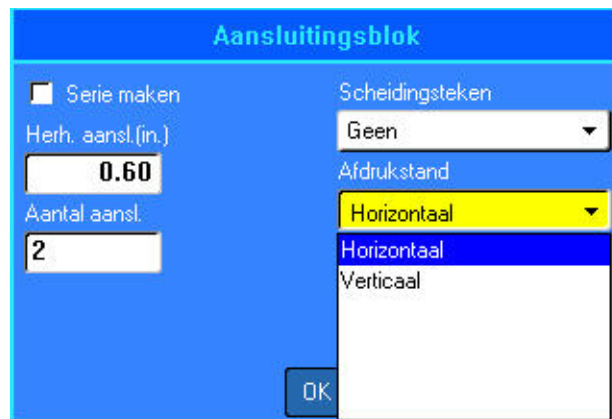 Aansluitingsblok
Serie maken
Herh. aansl.(in.)
0.60
Aantal aansl.
2
Scheidingsteken
Geen
Afdrukstand
Horizontaal
Horizontaal
Verticaal
OK